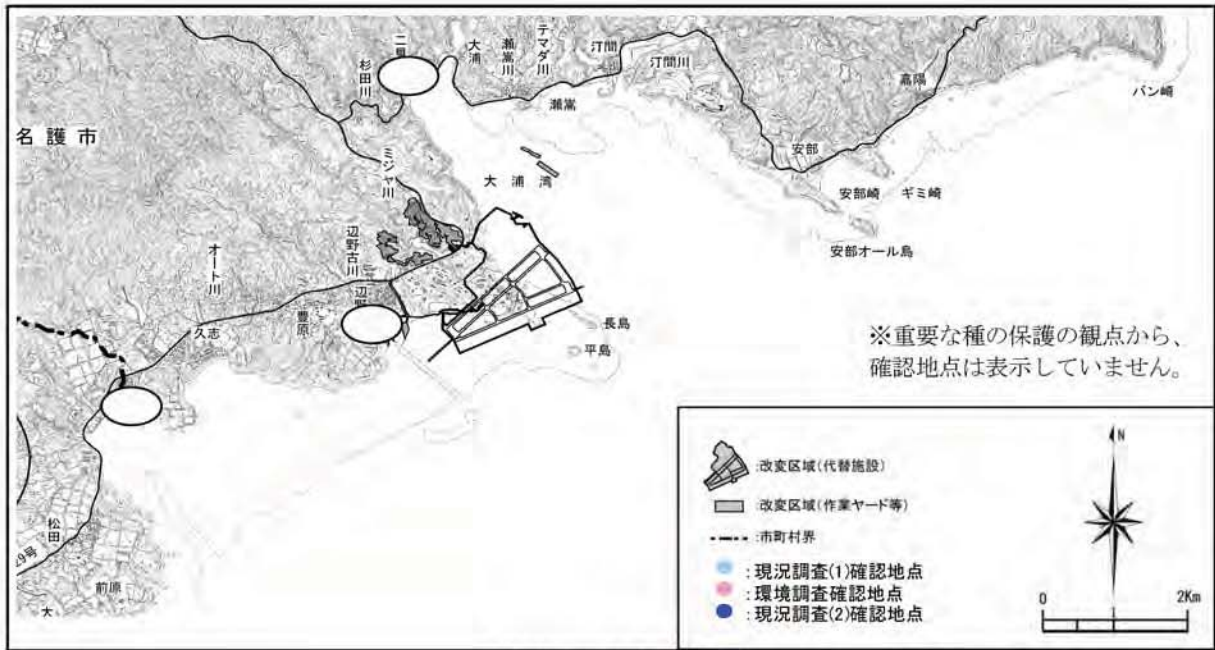 名護市
杉田川
大浦
瀬嵩川
テマダ川
汀間
汀間川
瀬嵩
嘉陽
バン崎
安部
安部崎
ギミ崎
安部オール島
大浦湾
ミジャ川
辺野古川
オート川
久志
豊原
長島
平島
松田
前原
大
※重要な種の保護の観点から、
確認地点は表示していません。
:改変区域(代替施設)
:改変区域(作業ヤード等)
:市町村界
:現況調査(1)確認地点
:環境調査確認地点
:現況調査(2)確認地点
N
0 2Km